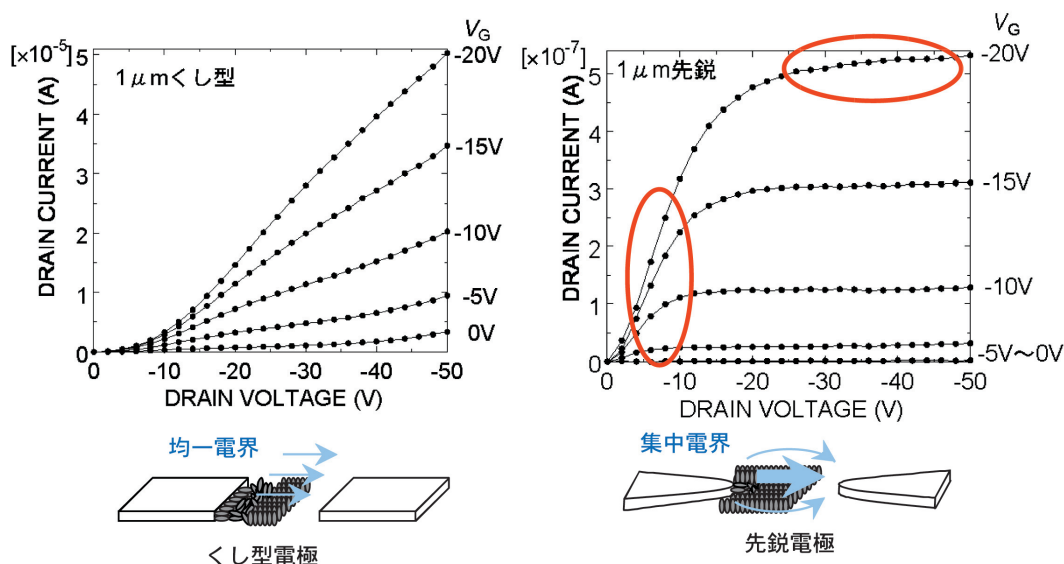 [×10⁻⁵]
5
4
3
2
1
0
DRAIN CURRENT (A)
1μmくし型
V_G
-20V
-15V
-10V
-5V
0V
0 -10 -20 -30 -40 -50
DRAIN VOLTAGE (V)
[×10⁻⁷]
5
4
3
2
1
0
DRAIN CURRENT (A)
1μm先鋭
V_G
-20V
-15V
-10V
-5V～0V
0 -10 -20 -30 -40 -50
DRAIN VOLTAGE (V)
均一電界
くし型電極
集中電界
先鋭電極